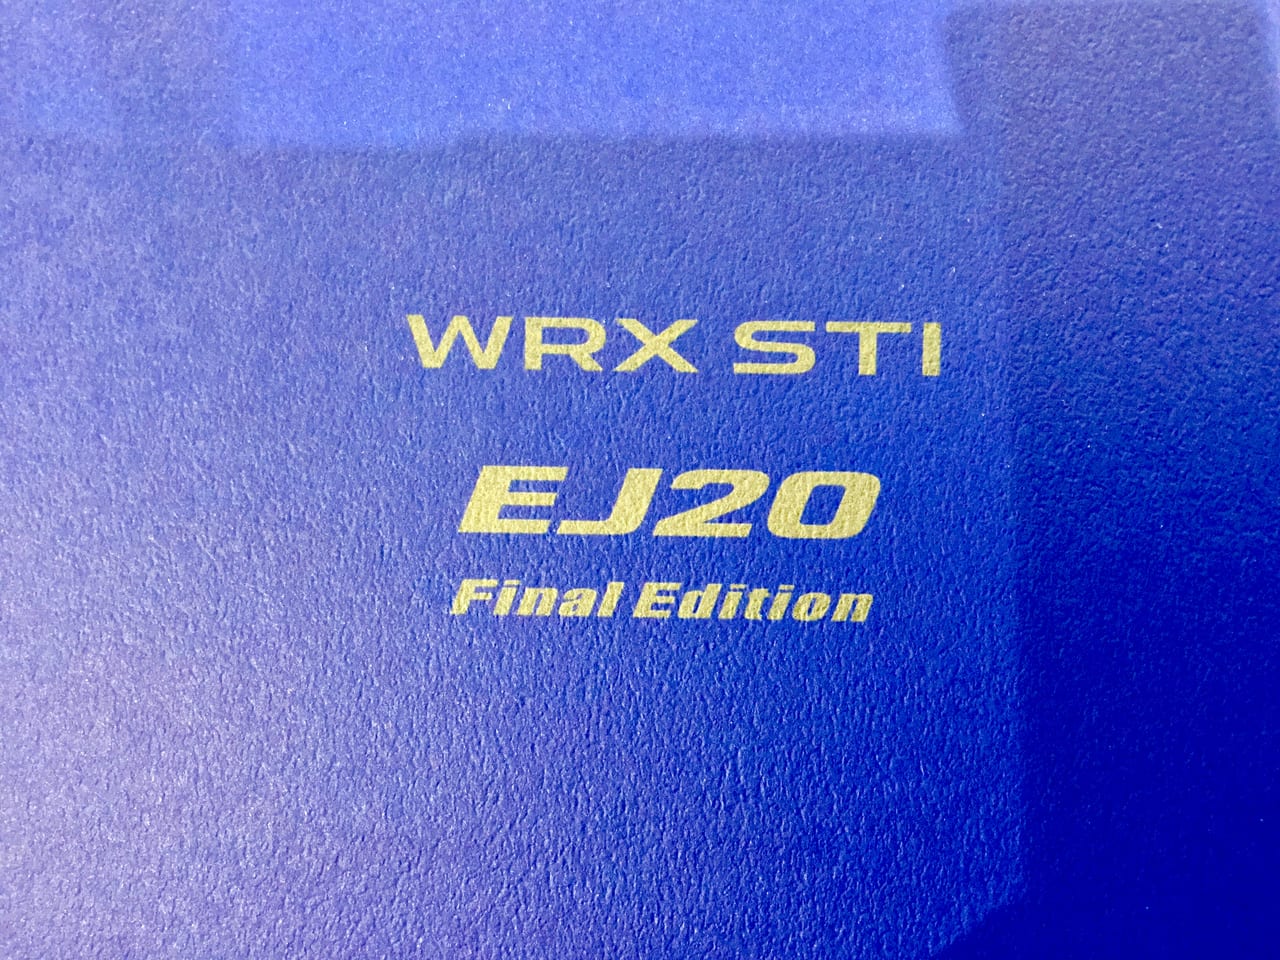 WRX STI
EJ20
Final Edition